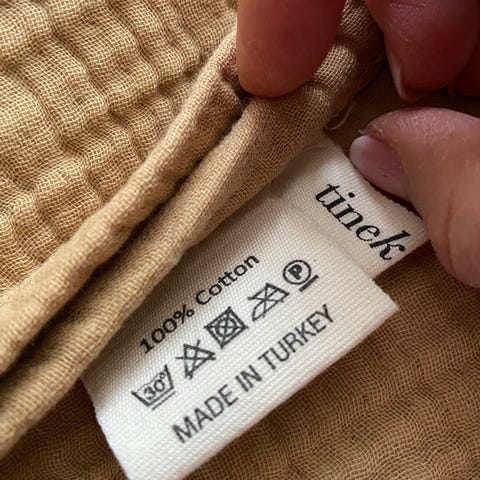 tinek
100% Cotton
30° P
MADE IN TURKEY